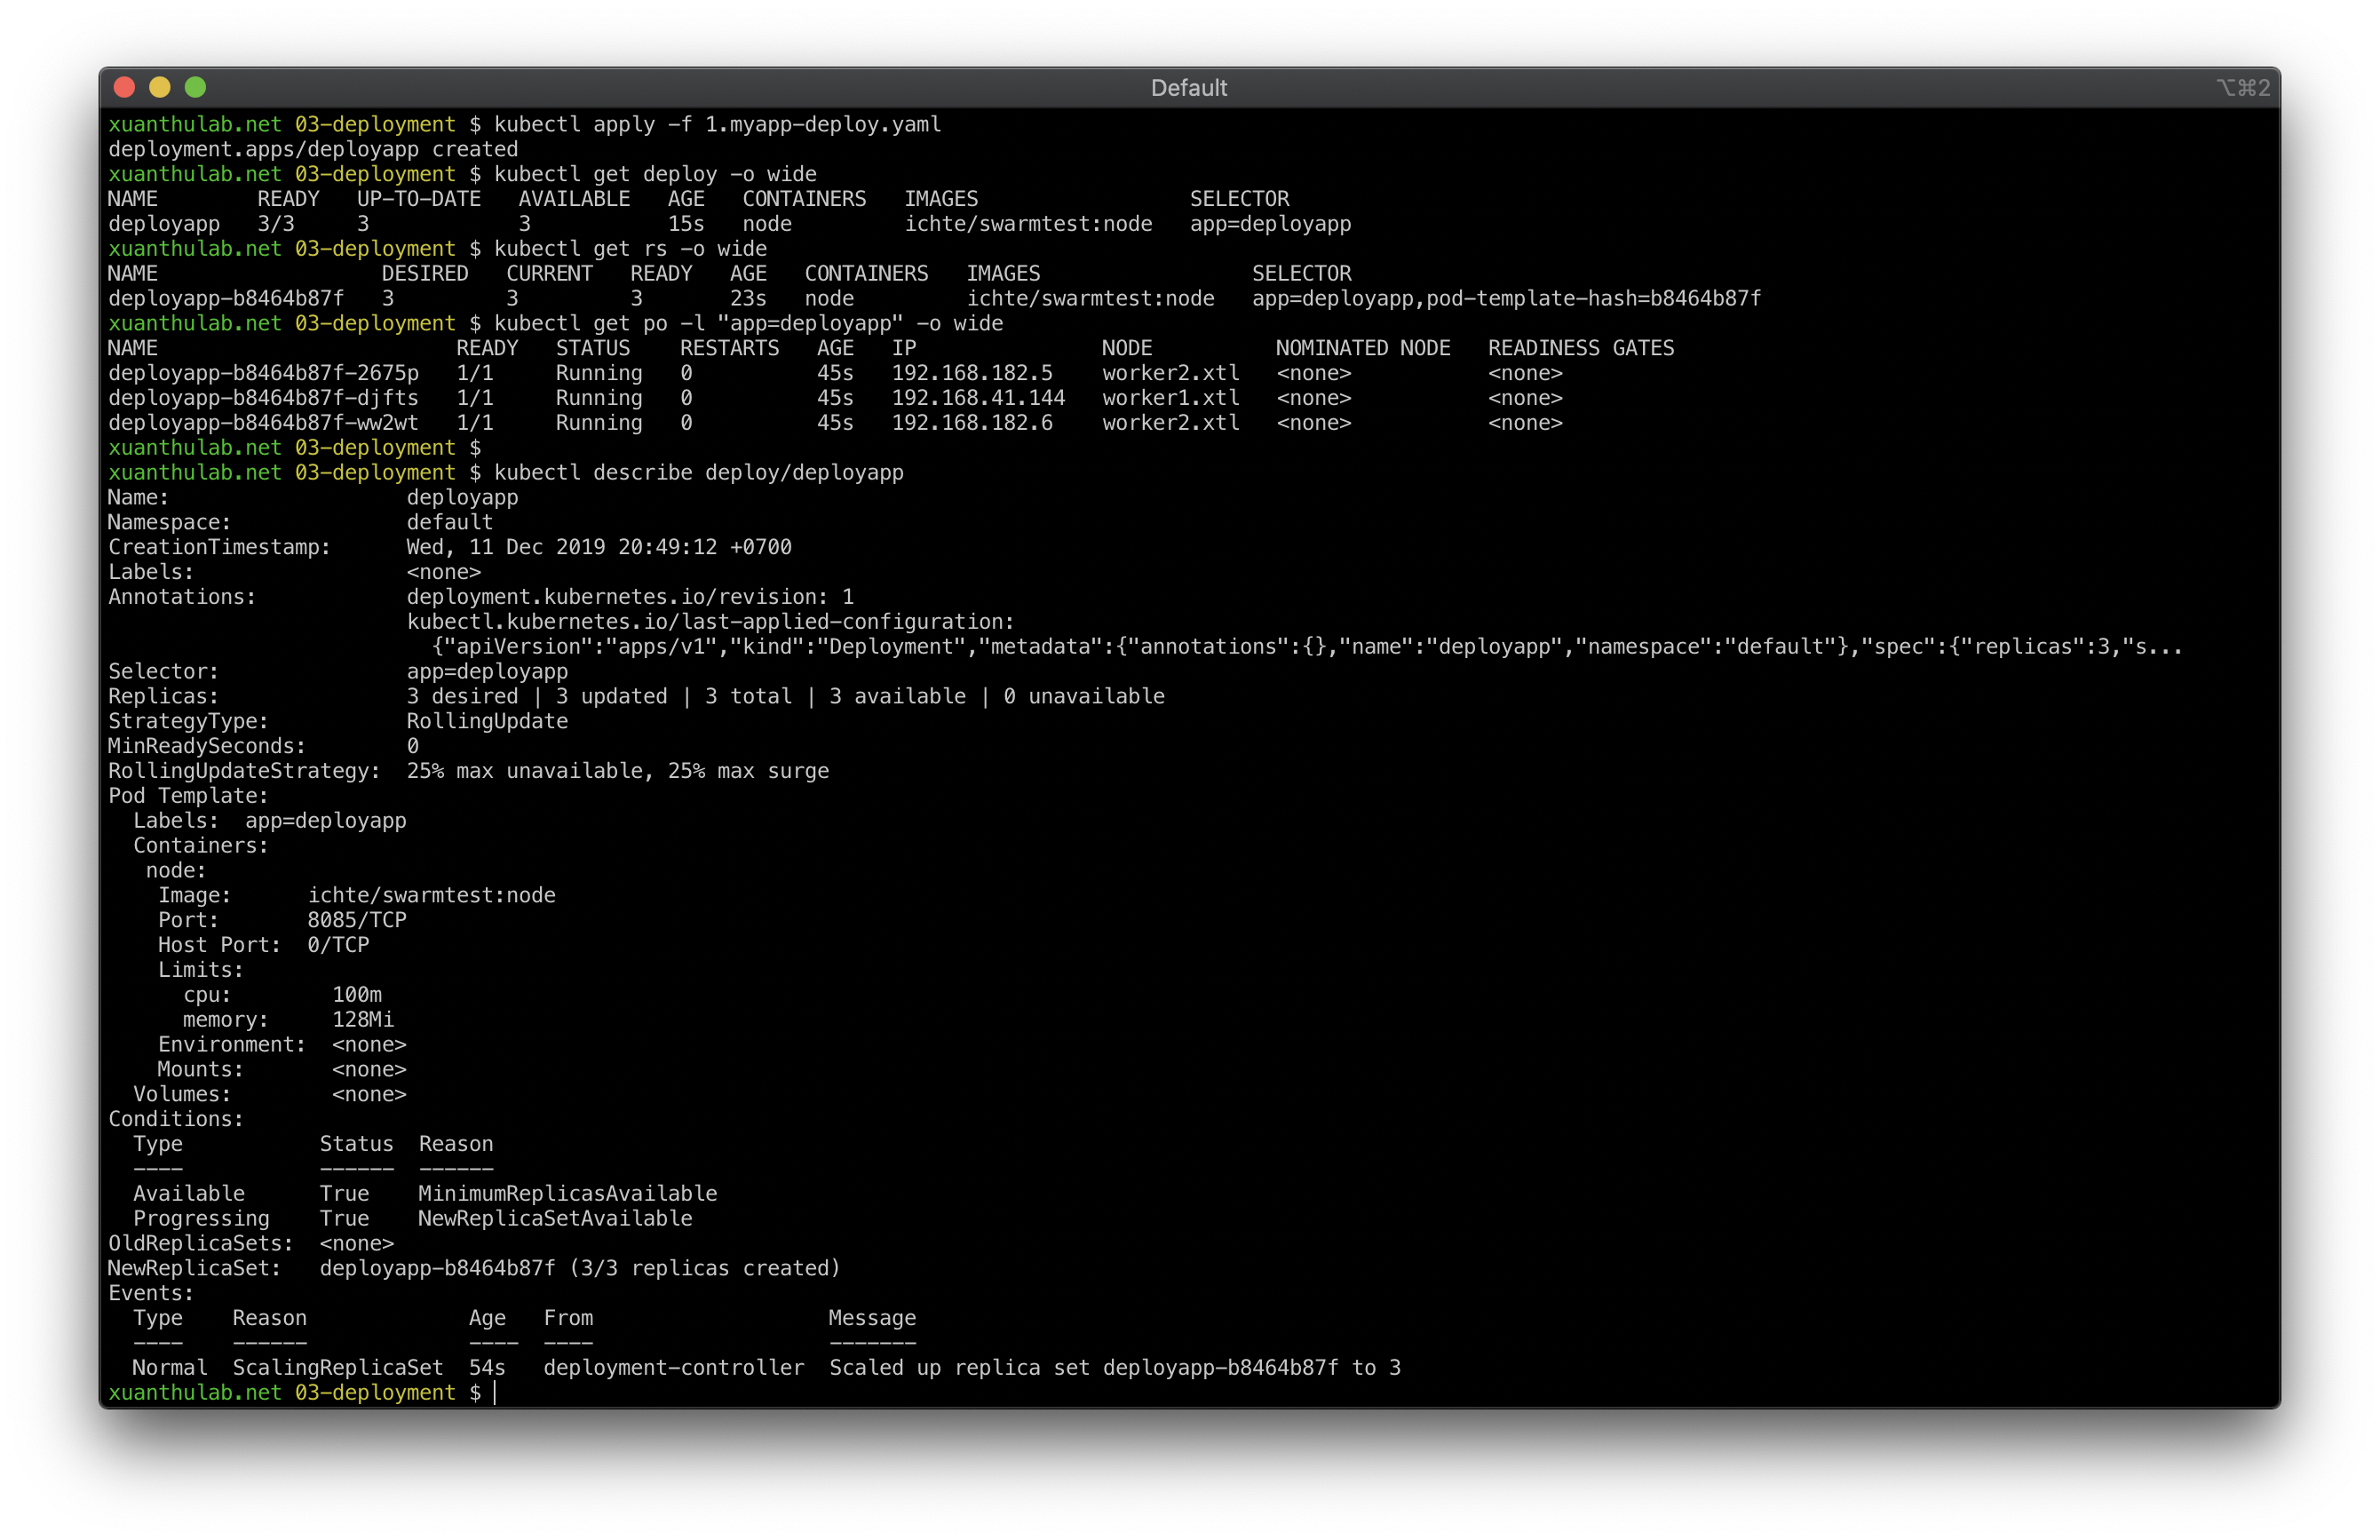 Default
⌥⌘2
xuanthulab.net 03-deployment $ kubectl apply -f 1.myapp-deploy.yaml
deployment.apps/deployapp created
xuanthulab.net 03-deployment $ kubectl get deploy -o wide
NAME        READY   UP-TO-DATE   AVAILABLE   AGE   CONTAINERS   IMAGES                 SELECTOR
deployapp   3/3     3            3           15s   node         ichte/swarmtest:node   app=deployapp
xuanthulab.net 03-deployment $ kubectl get rs -o wide
NAME                  DESIRED   CURRENT   READY   AGE   CONTAINERS   IMAGES                 SELECTOR
deployapp-b8464b87f   3         3         3       23s   node         ichte/swarmtest:node   app=deployapp,pod-template-hash=b8464b87f
xuanthulab.net 03-deployment $ kubectl get po -l "app=deployapp" -o wide
NAME                        READY   STATUS    RESTARTS   AGE   IP               NODE          NOMINATED NODE   READINESS GATES
deployapp-b8464b87f-2675p   1/1     Running   0          45s   192.168.182.5    worker2.xtl   <none>           <none>
deployapp-b8464b87f-djfts   1/1     Running   0          45s   192.168.41.144   worker1.xtl   <none>           <none>
deployapp-b8464b87f-ww2wt   1/1     Running   0          45s   192.168.182.6    worker2.xtl   <none>           <none>
xuanthulab.net 03-deployment $
xuanthulab.net 03-deployment $ kubectl describe deploy/deployapp
Name:                   deployapp
Namespace:              default
CreationTimestamp:      Wed, 11 Dec 2019 20:49:12 +0700
Labels:                 <none>
Annotations:            deployment.kubernetes.io/revision: 1
                        kubectl.kubernetes.io/last-applied-configuration:
                          {"apiVersion":"apps/v1","kind":"Deployment","metadata":{"annotations":{},"name":"deployapp","namespace":"default"},"spec":{"replicas":3,"s...
Selector:               app=deployapp
Replicas:               3 desired | 3 updated | 3 total | 3 available | 0 unavailable
StrategyType:           RollingUpdate
MinReadySeconds:        0
RollingUpdateStrategy:  25% max unavailable, 25% max surge
Pod Template:
  Labels:  app=deployapp
  Containers:
   node:
    Image:      ichte/swarmtest:node
    Port:       8085/TCP
    Host Port:  0/TCP
    Limits:
      cpu:        100m
      memory:     128Mi
    Environment:  <none>
    Mounts:       <none>
  Volumes:        <none>
Conditions:
  Type           Status  Reason
  ----           ------  ------
  Available      True    MinimumReplicasAvailable
  Progressing    True    NewReplicaSetAvailable
OldReplicaSets:  <none>
NewReplicaSet:   deployapp-b8464b87f (3/3 replicas created)
Events:
  Type    Reason             Age   From                   Message
  ----    ------             ----  ----                   -------
  Normal  ScalingReplicaSet  54s   deployment-controller  Scaled up replica set deployapp-b8464b87f to 3
xuanthulab.net 03-deployment $